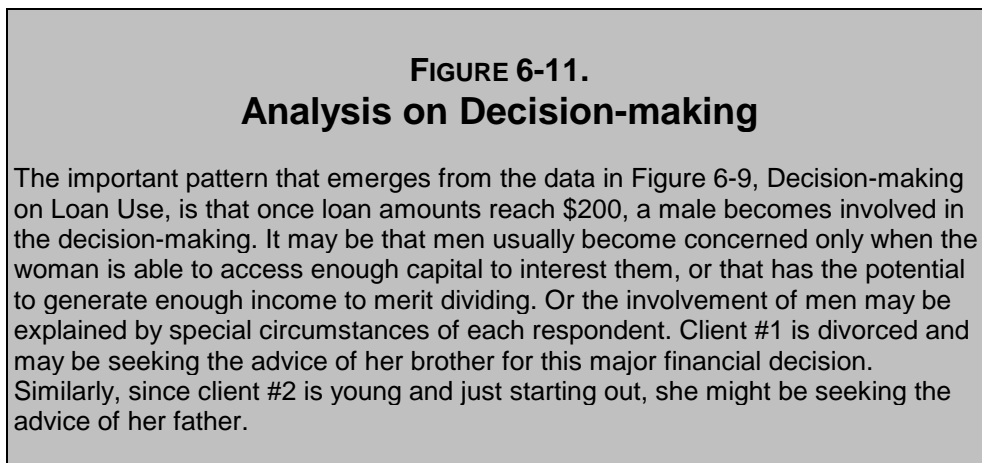 FIGURE 6-11.
Analysis on Decision-making
The important pattern that emerges from the data in Figure 6-9, Decision-making
on Loan Use, is that once loan amounts reach $200, a male becomes involved in
the decision-making. It may be that men usually become concerned only when the
woman is able to access enough capital to interest them, or that has the potential
to generate enough income to merit dividing. Or the involvement of men may be
explained by special circumstances of each respondent. Client #1 is divorced and
may be seeking the advice of her brother for this major financial decision.
Similarly, since client #2 is young and just starting out, she might be seeking the
advice of her father.